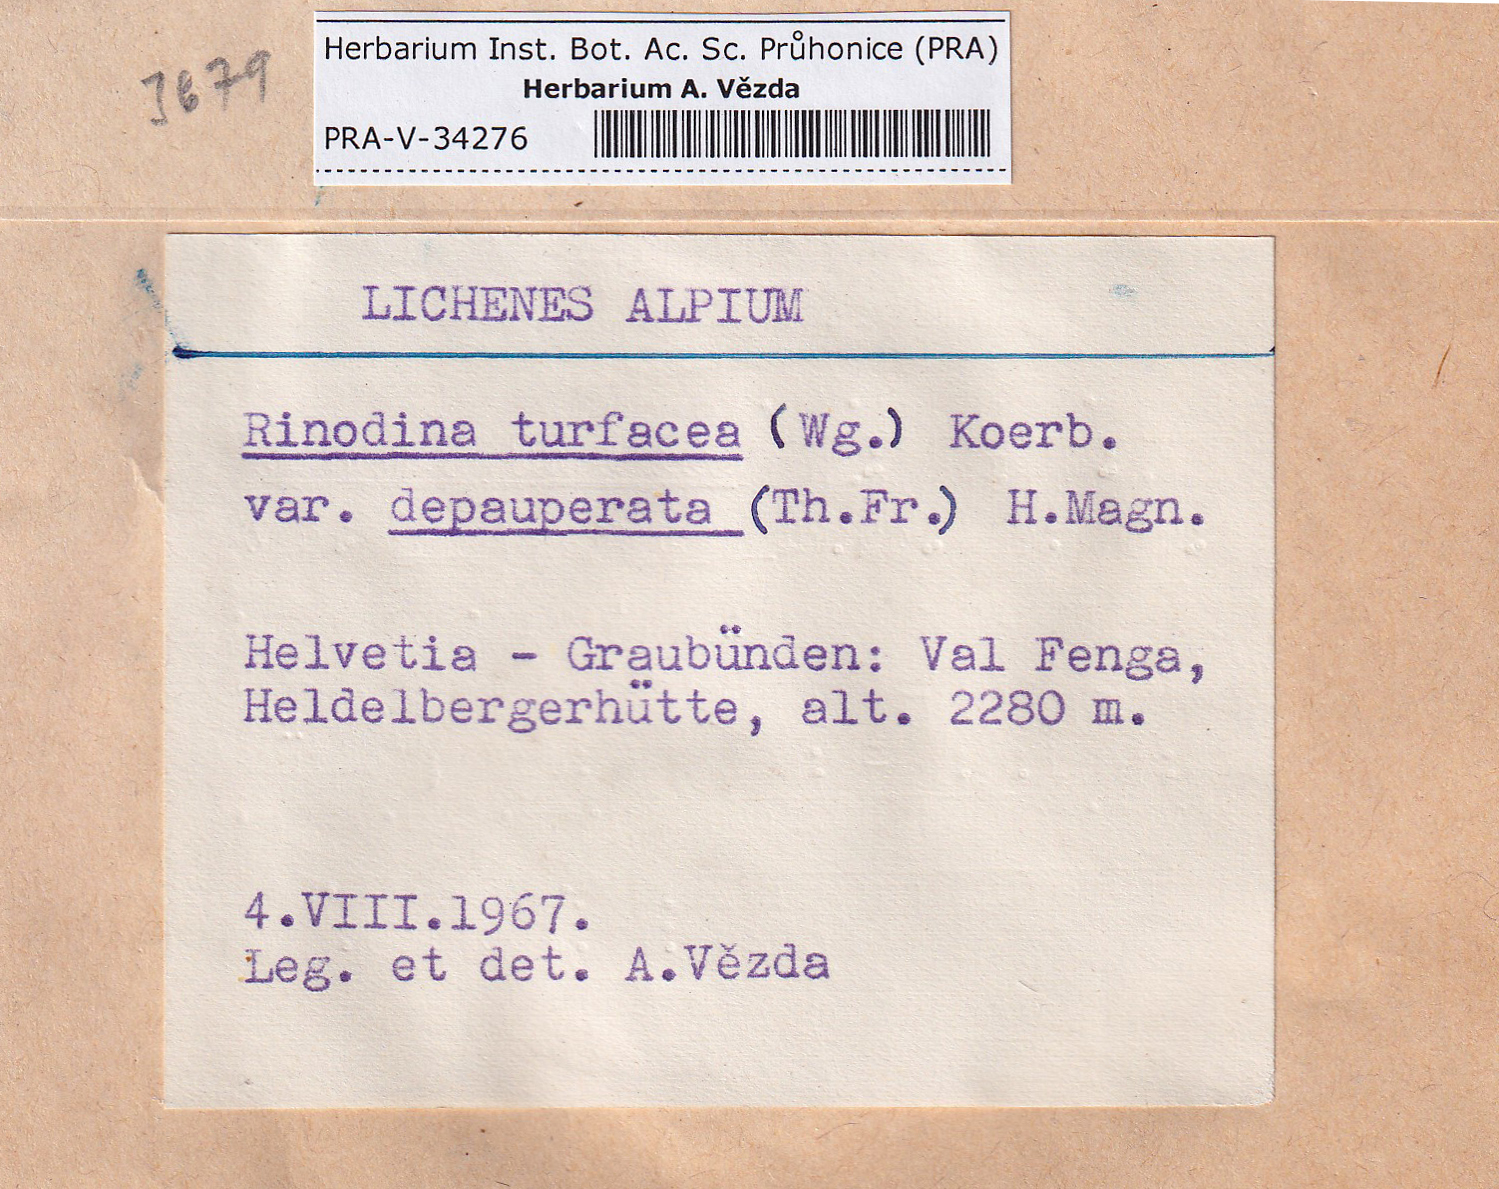 Herbarium Inst. Bot. Ac. Sc. Průhonice (PRA)
Herbarium A. Vězda
PRA-V-34276
LICHENES ALPIUM
Rinodina turfacea (Wg.) Koerb.
var. depauperata (Th.Fr.) H.Magn.
Helvetia - Graubünden: Val Fenga,
Heldelbergerhütte, alt. 2280 m.
4.VIII.1967.
Leg. et det. A.Vězda